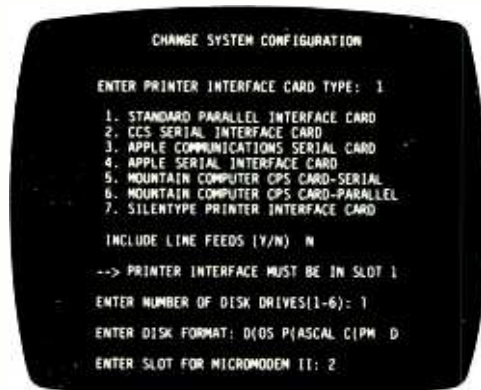 CHANGE SYSTEM CONFIGURATION
ENTER PRINTER INTERFACE CARD TYPE: 1
1. STANDARD PARALLEL INTERFACE CARD
2. CCS SERIAL INTERFACE CARD
3. APPLE COMMUNICATIONS SERIAL CARD
4. APPLE SERIAL INTERFACE CARD
5. MOUNTAIN COMPUTER CPS CARD-SERIAL
6. MOUNTAIN COMPUTER CPS CARD-PARALLEL
7. SILENTYPE PRINTER INTERFACE CARD
INCLUDE LINE FEEDS (Y/N) N
--> PRINTER INTERFACE MUST BE IN SLOT 1
ENTER NUMBER OF DISK DRIVES(1-6): 1
ENTER DISK FORMAT: D(OS P(ASCAL C(PM D
ENTER SLOT FOR MICROMODEM II: 2